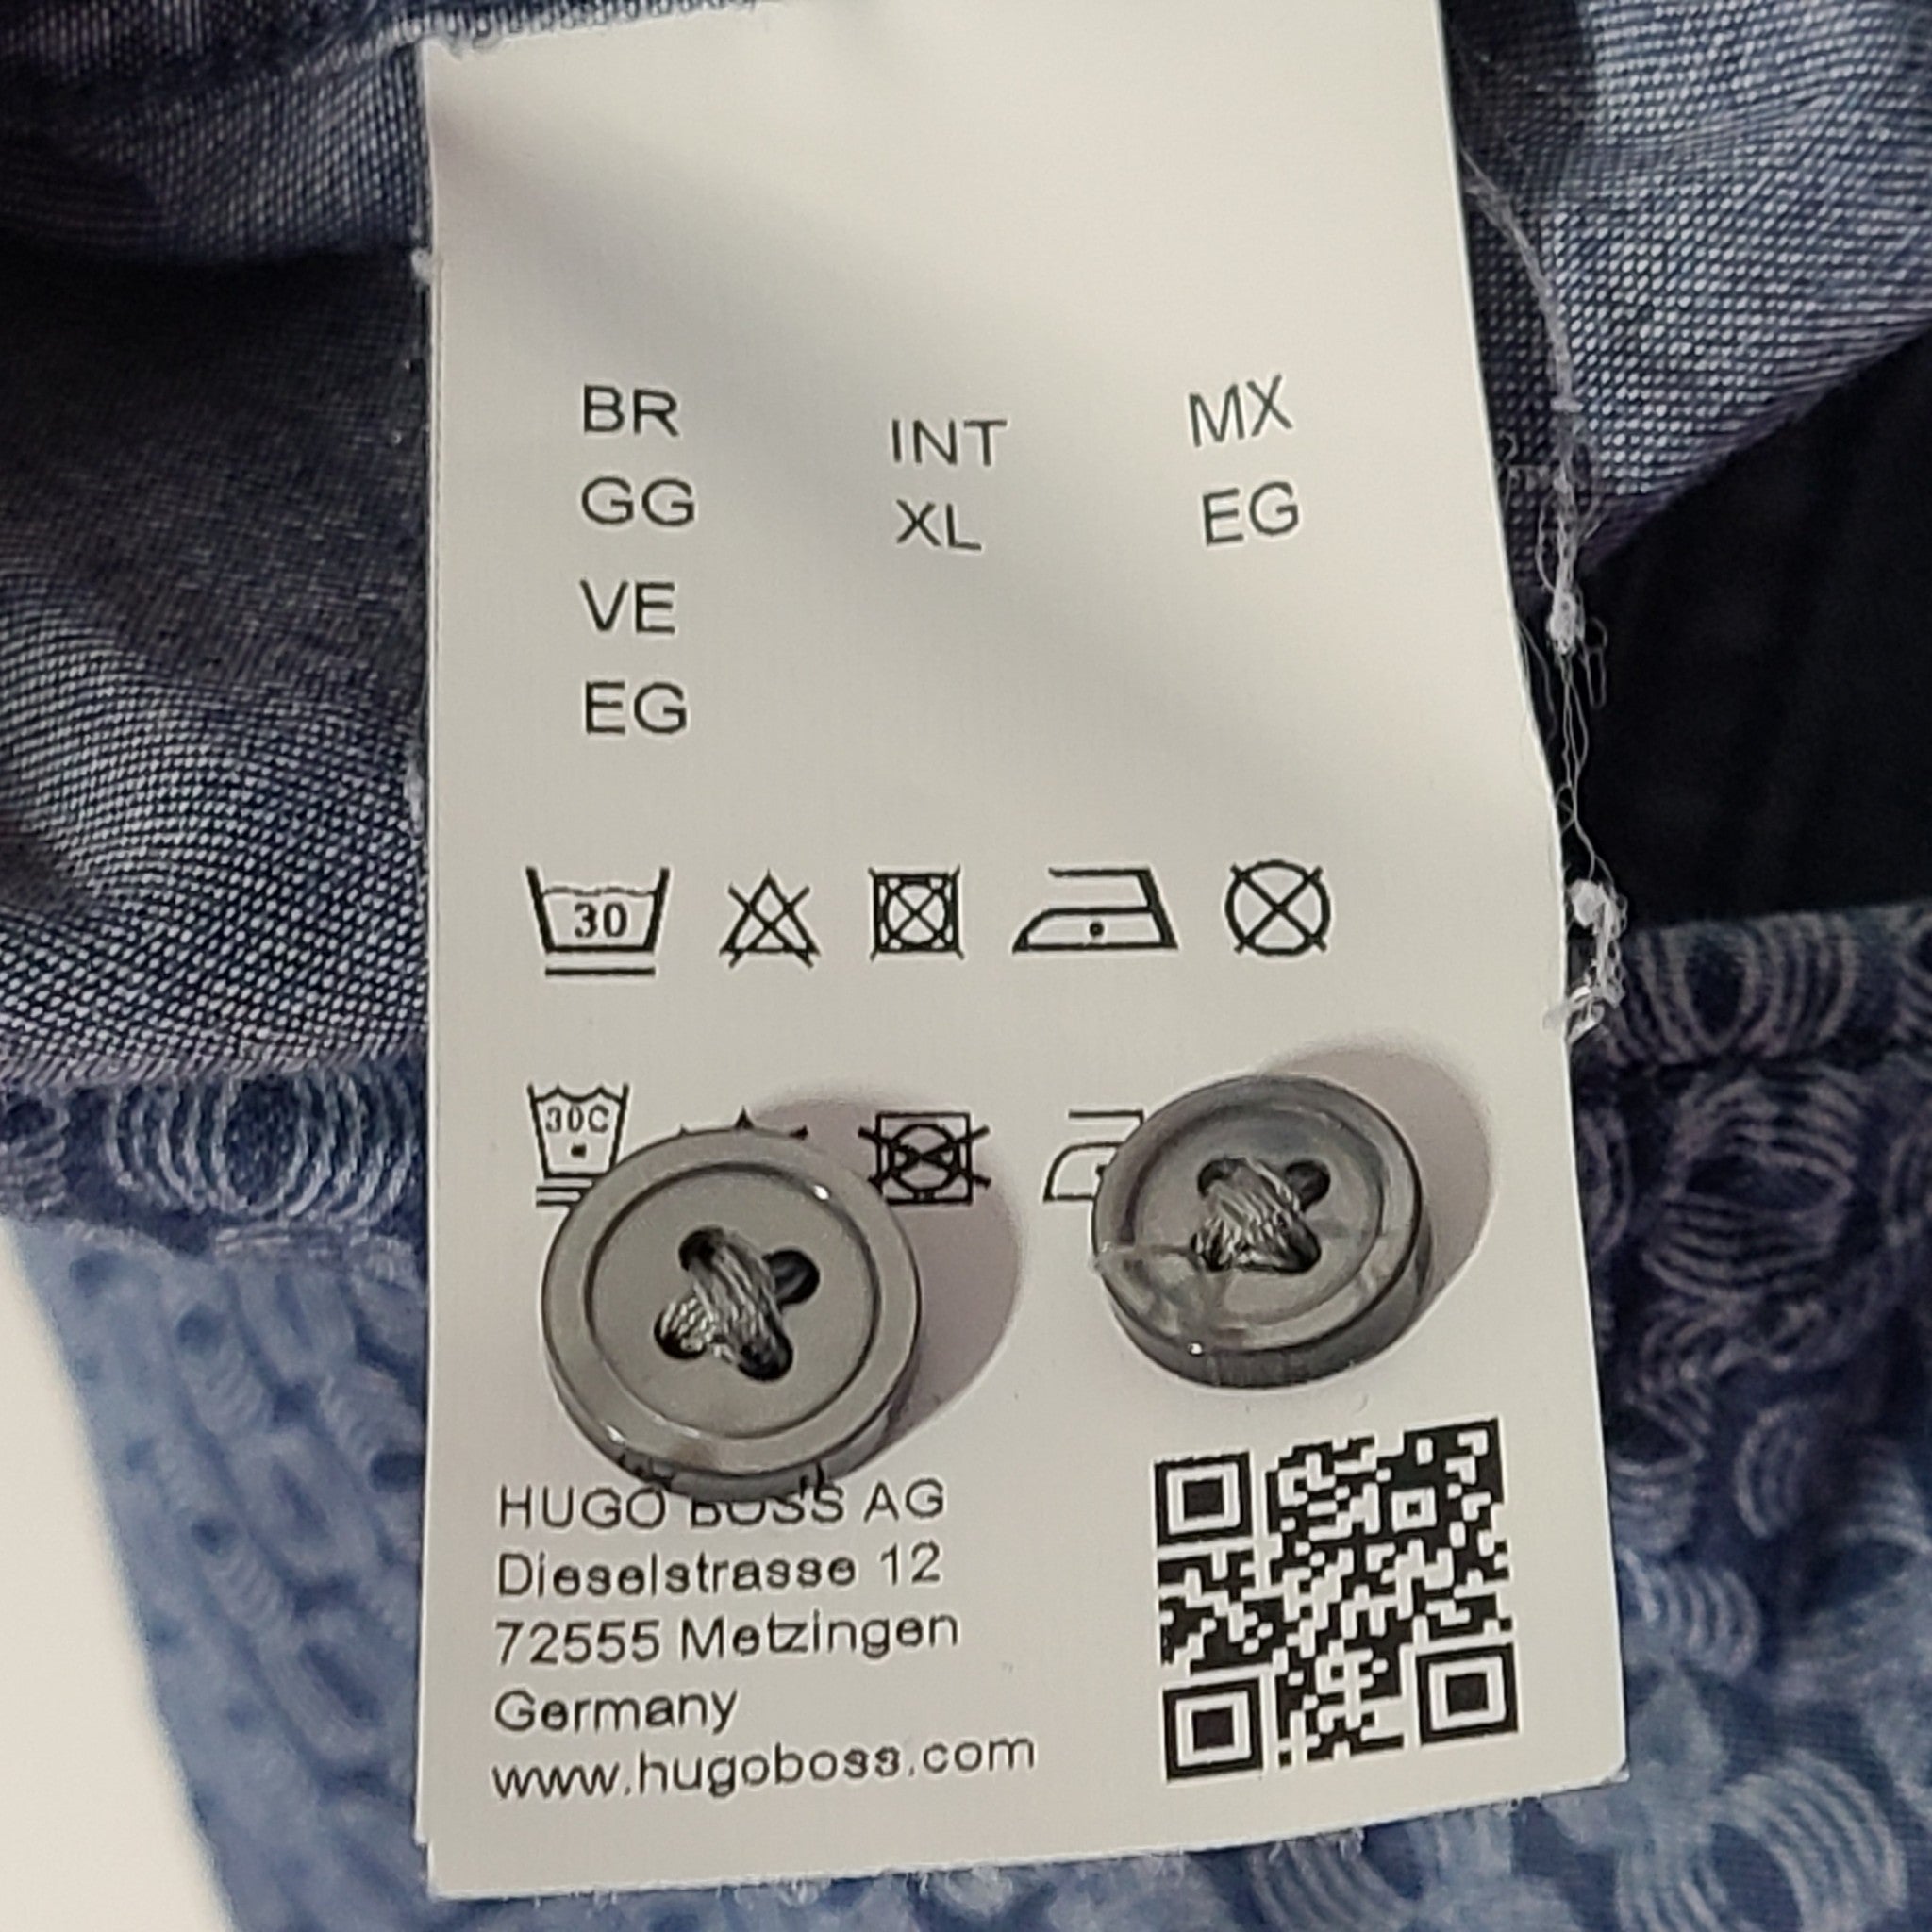 BR INT MX
GG XL EG
VE
EG
30
30C
HUGO BOSS AG
Dieselstrasse 12
72555 Metzingen
Germany
www.hugoboss.com